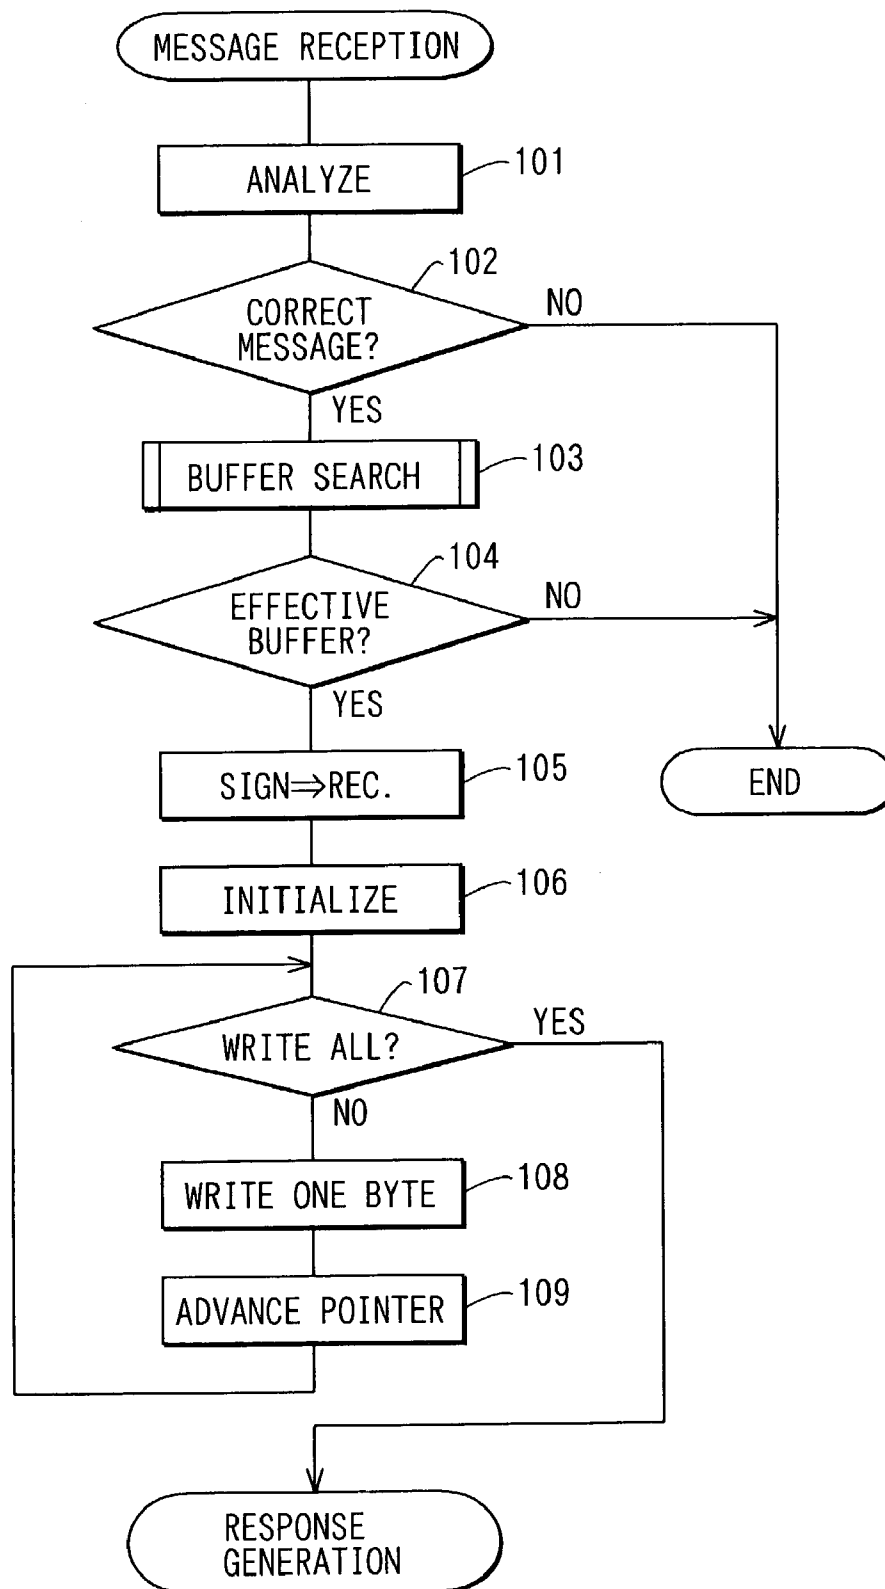 MESSAGE RECEPTION
ANALYZE
101
CORRECT
MESSAGE?
102
NO
YES
BUFFER SEARCH
103
EFFECTIVE
BUFFER?
104
NO
YES
SIGN⇒REC.
105
END
INITIALIZE
106
WRITE ALL?
107
YES
NO
WRITE ONE BYTE
108
ADVANCE POINTER
109
RESPONSE
GENERATION